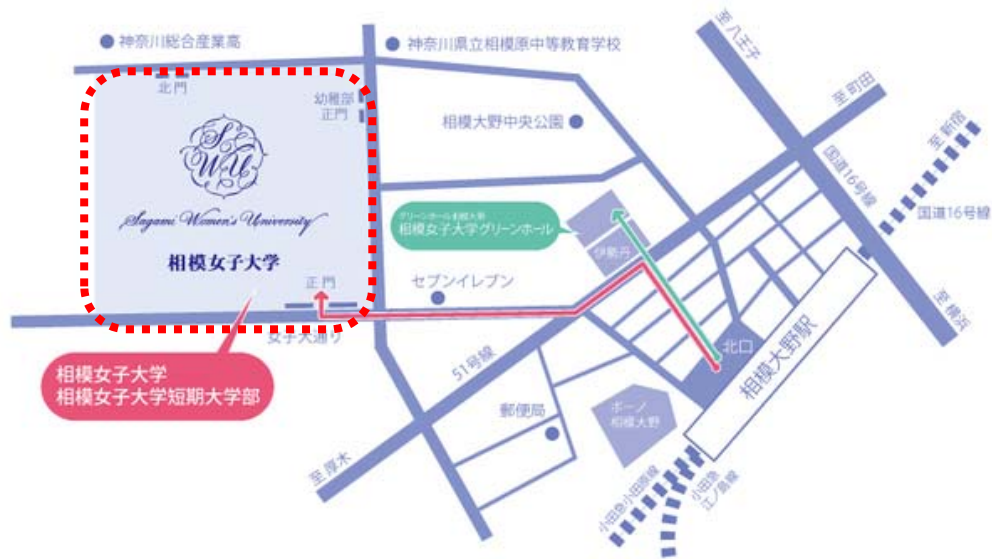 神奈川総合産業高
神奈川県立相模原中等教育学校
至八王子
北門
幼稚部
正門
相模大野中央公園
至町田
至新宿
国道16号線
国道16号線
SWU
Sagami Women's University
相模女子大学
グリーンホール相模大野
相模女子大学グリーンホール
伊勢丹
正門
セブンイレブン
女子大通り
至横浜
北口
相模大野駅
51号線
相模女子大学
相模女子大学短期大学部
郵便局
ボーノ
相模大野
至厚木
小田急小田原線
小田急
江ノ島線